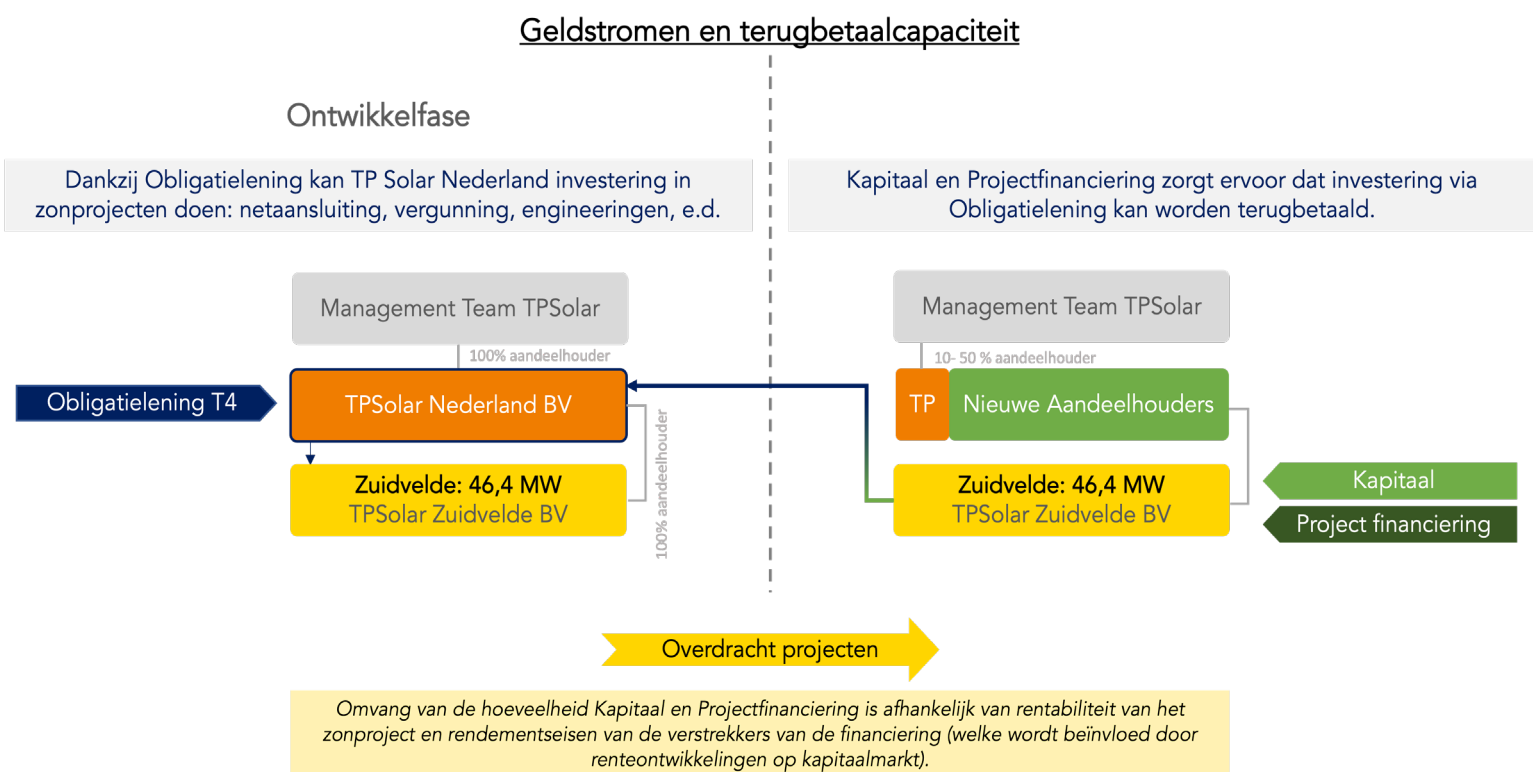 Geldstromen en terugbetaalcapaciteit
Ontwikkelfase
Dankzij Obligatielening kan TP Solar Nederland investering in
zonprojecten doen: netaansluiting, vergunning, engineeringen, e.d.
Kapitaal en Projectfinanciering zorgt ervoor dat investering via
Obligatielening kan worden terugbetaald.
Management Team TPSolar
100% aandeelhouder
Obligatielening T4
TPSolar Nederland BV
100% aandeelhouder
Zuidvelde: 46,4 MW
TPSolar Zuidvelde BV
Management Team TPSolar
10- 50 % aandeelhouder
TP
Nieuwe Aandeelhouders
Zuidvelde: 46,4 MW
TPSolar Zuidvelde BV
Kapitaal
Project financiering
Overdracht projecten
Omvang van de hoeveelheid Kapitaal en Projectfinanciering is afhankelijk van rentabiliteit van het
zonproject en rendementseisen van de verstrekkers van de financiering (welke wordt beïnvloed door
renteontwikkelingen op kapitaalmarkt).